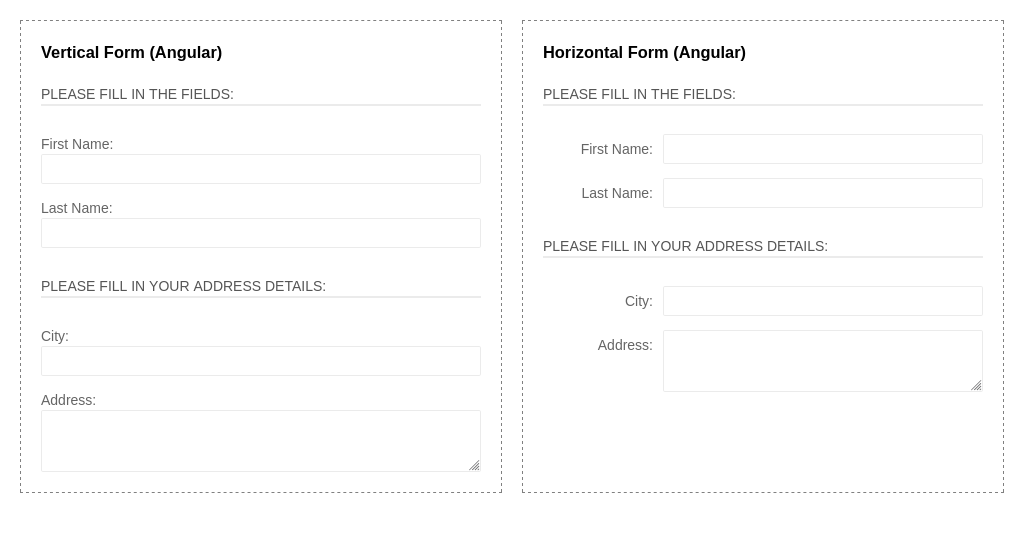 Vertical Form (Angular)
PLEASE FILL IN THE FIELDS:
First Name:
Last Name:
PLEASE FILL IN YOUR ADDRESS DETAILS:
City:
Address:
Horizontal Form (Angular)
PLEASE FILL IN THE FIELDS:
First Name:
Last Name:
PLEASE FILL IN YOUR ADDRESS DETAILS:
City:
Address: